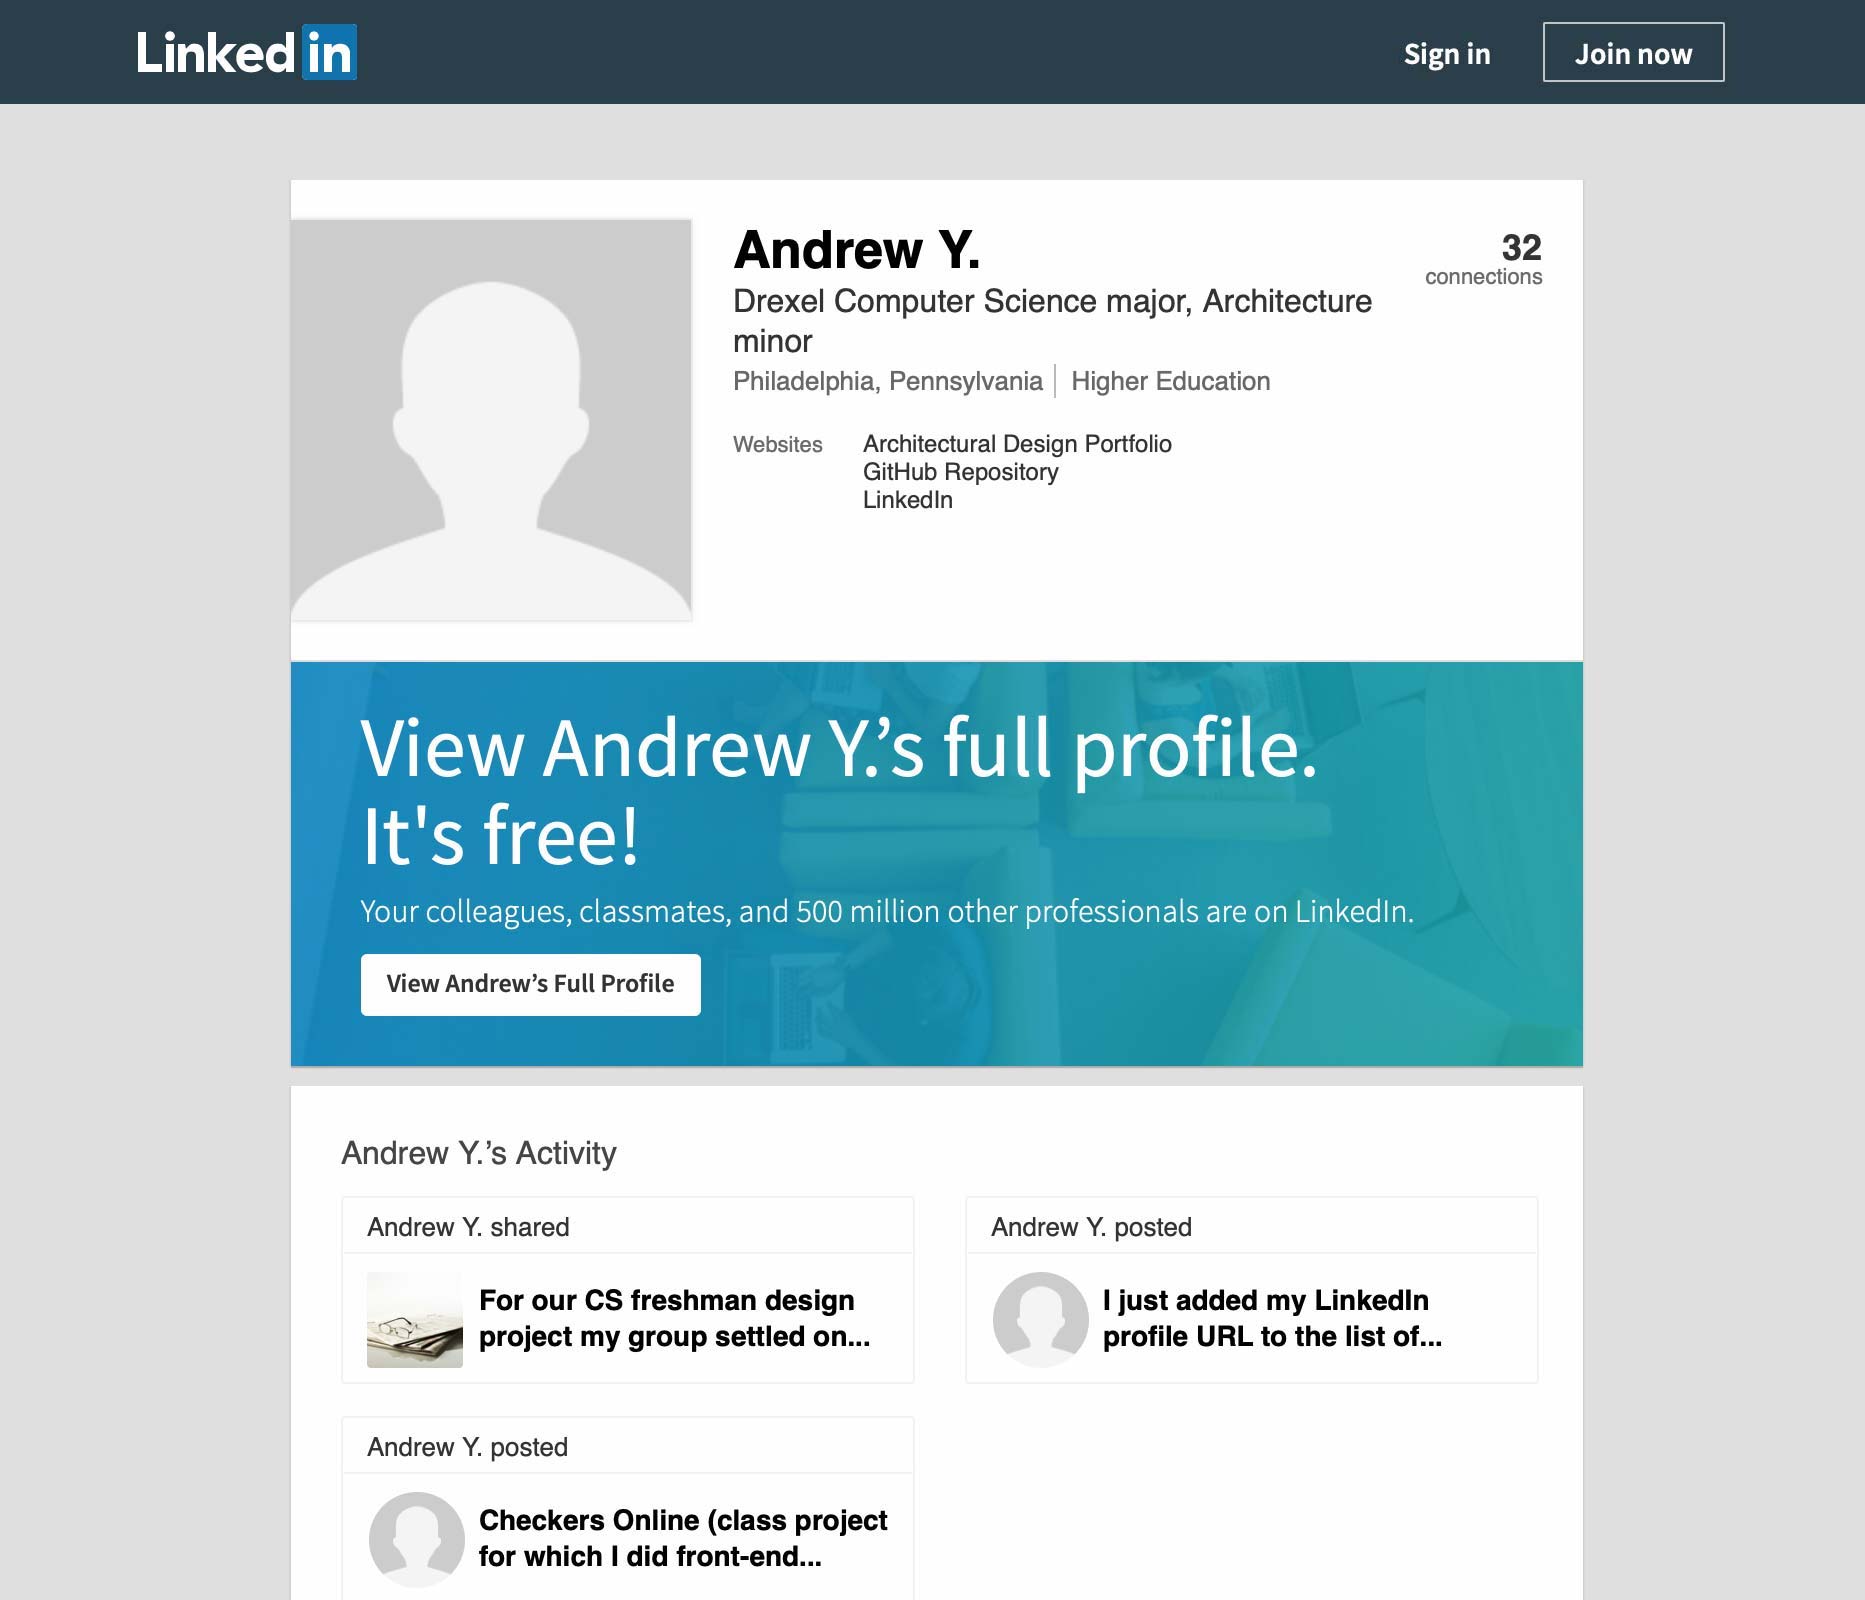 Linked in
Sign in
Join now
Andrew Y.
32
connections
Drexel Computer Science major, Architecture
minor
Philadelphia, Pennsylvania
Higher Education
Websites
Architectural Design Portfolio
GitHub Repository
LinkedIn
View Andrew Y.’s full profile.
It's free!
Your colleagues, classmates, and 500 million other professionals are on LinkedIn.
View Andrew’s Full Profile
Andrew Y.’s Activity
Andrew Y. shared
For our CS freshman design
project my group settled on...
Andrew Y. posted
I just added my LinkedIn
profile URL to the list of...
Andrew Y. posted
Checkers Online (class project
for which I did front-end...